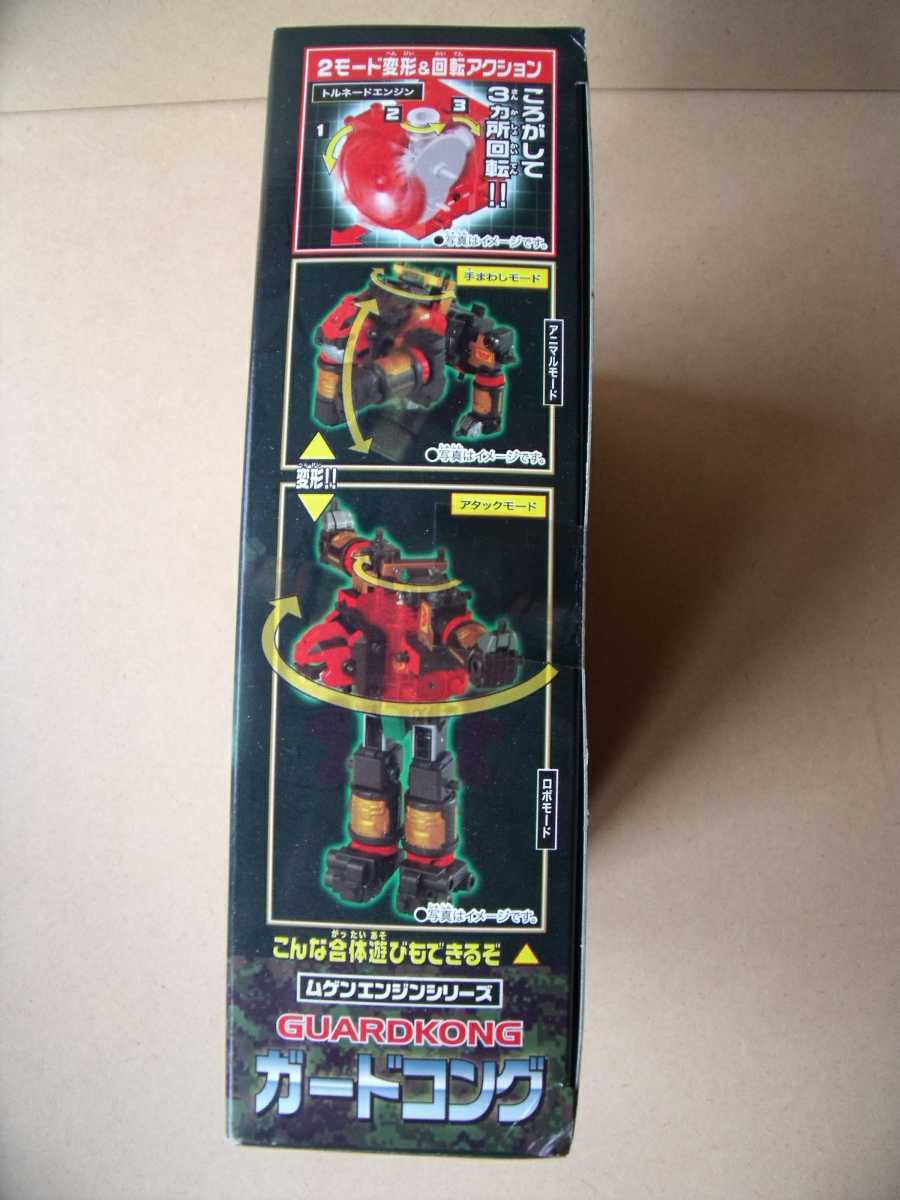 2モード変形&回転アクション
トルネードエンジン
ころがして
3カ所回転!!
1
2
3
●写真はイメージです。
手まわしモード
アニマルモード
●写真はイメージです。
変形!!
アタックモード
ロボモード
●写真はイメージです。
こんな合体遊びもできるぞ
ムゲンエンジンシリーズ
GUARDKONG
ガードコング